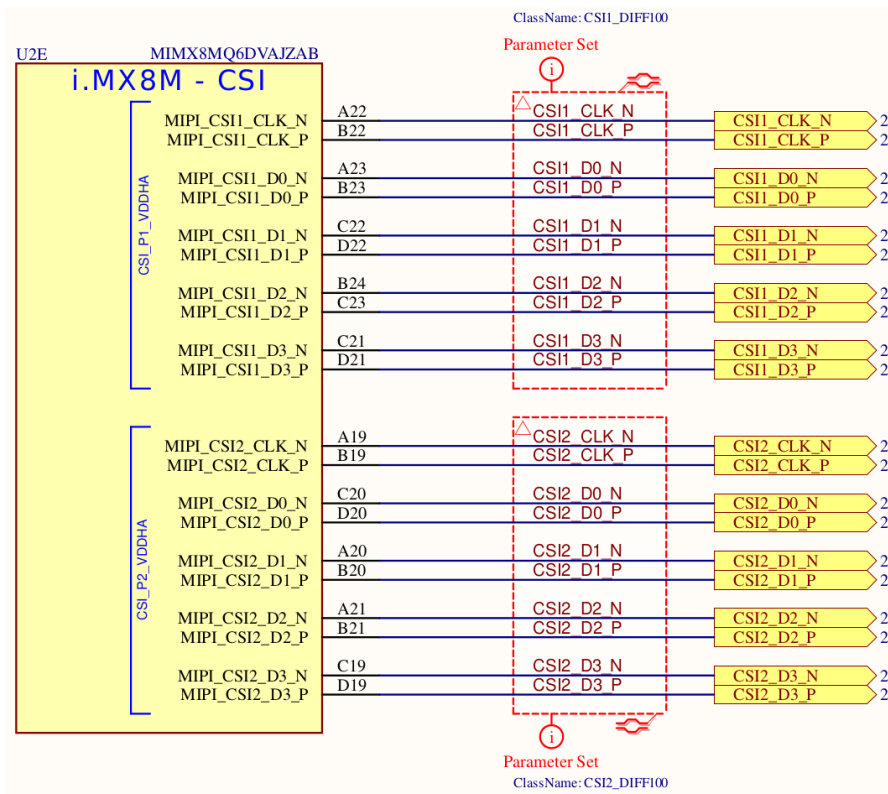 ClassName: CSI1_DIFF100
Parameter Set
i
U2E MIMX8MQ6DVAJZAB
i.MX8M - CSI
CSI_P1_VDDHA
MIPI_CSI1_CLK_N A22 CSI1_CLK_N CSI1_CLK_N 2
MIPI_CSI1_CLK_P B22 CSI1_CLK_P CSI1_CLK_P 2
MIPI_CSI1_D0_N A23 CSI1_D0_N CSI1_D0_N 2
MIPI_CSI1_D0_P B23 CSI1_D0_P CSI1_D0_P 2
MIPI_CSI1_D1_N C22 CSI1_D1_N CSI1_D1_N 2
MIPI_CSI1_D1_P D22 CSI1_D1_P CSI1_D1_P 2
MIPI_CSI1_D2_N B24 CSI1_D2_N CSI1_D2_N 2
MIPI_CSI1_D2_P C23 CSI1_D2_P CSI1_D2_P 2
MIPI_CSI1_D3_N C21 CSI1_D3_N CSI1_D3_N 2
MIPI_CSI1_D3_P D21 CSI1_D3_P CSI1_D3_P 2
CSI_P2_VDDHA
MIPI_CSI2_CLK_N A19 CSI2_CLK_N CSI2_CLK_N 2
MIPI_CSI2_CLK_P B19 CSI2_CLK_P CSI2_CLK_P 2
MIPI_CSI2_D0_N C20 CSI2_D0_N CSI2_D0_N 2
MIPI_CSI2_D0_P D20 CSI2_D0_P CSI2_D0_P 2
MIPI_CSI2_D1_N A20 CSI2_D1_N CSI2_D1_N 2
MIPI_CSI2_D1_P B20 CSI2_D1_P CSI2_D1_P 2
MIPI_CSI2_D2_N A21 CSI2_D2_N CSI2_D2_N 2
MIPI_CSI2_D2_P B21 CSI2_D2_P CSI2_D2_P 2
MIPI_CSI2_D3_N C19 CSI2_D3_N CSI2_D3_N 2
MIPI_CSI2_D3_P D19 CSI2_D3_P CSI2_D3_P 2
i
Parameter Set
ClassName: CSI2_DIFF100